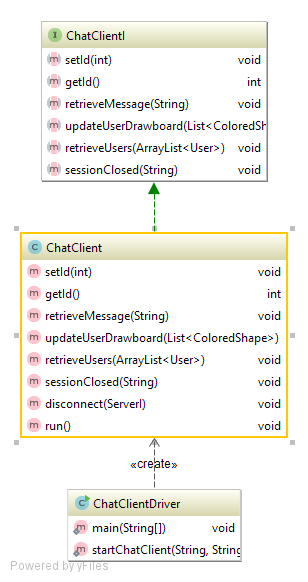 ChatClientI
setId(int) void
getId() int
retrieveMessage(String) void
updateUserDrawboard(List<ColoredSha
retrieveUsers(ArrayList<User>) void
sessionClosed(String) void
ChatClient
setId(int) void
getId() int
retrieveMessage(String) void
updateUserDrawboard(List<ColoredShape>)
retrieveUsers(ArrayList<User>) void
sessionClosed(String) void
disconnect(ServerI) void
run() void
«create»
ChatClientDriver
main(String[]) void
startChatClient(String, String
Powered by yFiles